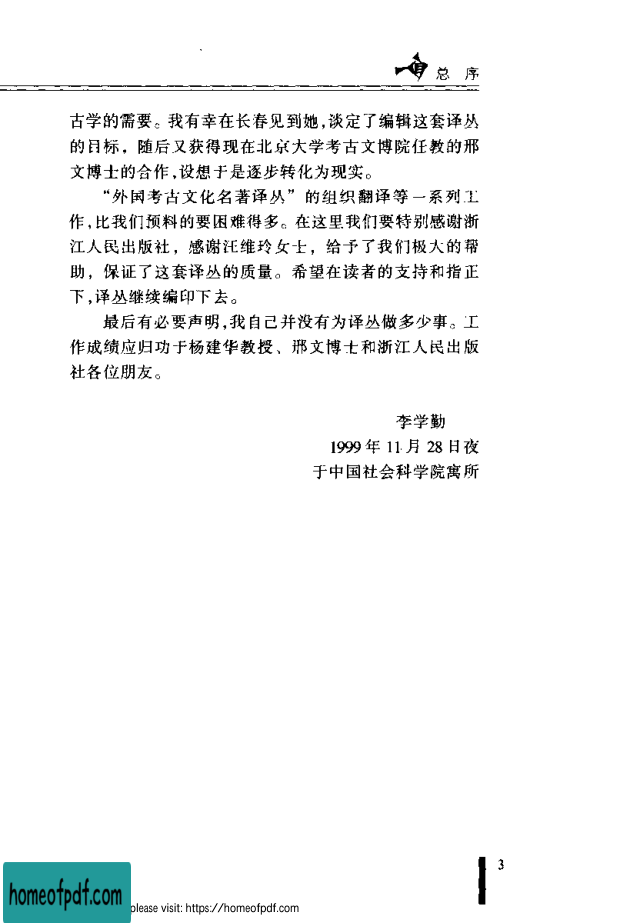 总 序
古学的需要。我有幸在长春见到她,谈定了编辑这套译丛
的目标，随后又获得现在北京大学考古文博院任教的邢
文博士的合作,设想于是逐步转化为现实。
“外国考古文化名著译丛”的组织翻译等一系列工
作,比我们预料的要困难得多。在这里我们要特别感谢浙
江人民出版社，感谢汪维玲女士，给予了我们极大的帮
助，保证了这套译丛的质量。希望在读者的支持和指正
下,译丛继续编印下去。
最后有必要声明,我自己并没有为译丛做多少事。工
作成绩应归功于杨建华教授、邢文博士和浙江人民出版
社各位朋友。
李学勤
1999 年 11 月 28 日夜
于中国社会科学院寓所
3
homeofpdf.com
please visit: https://homeofpdf.com